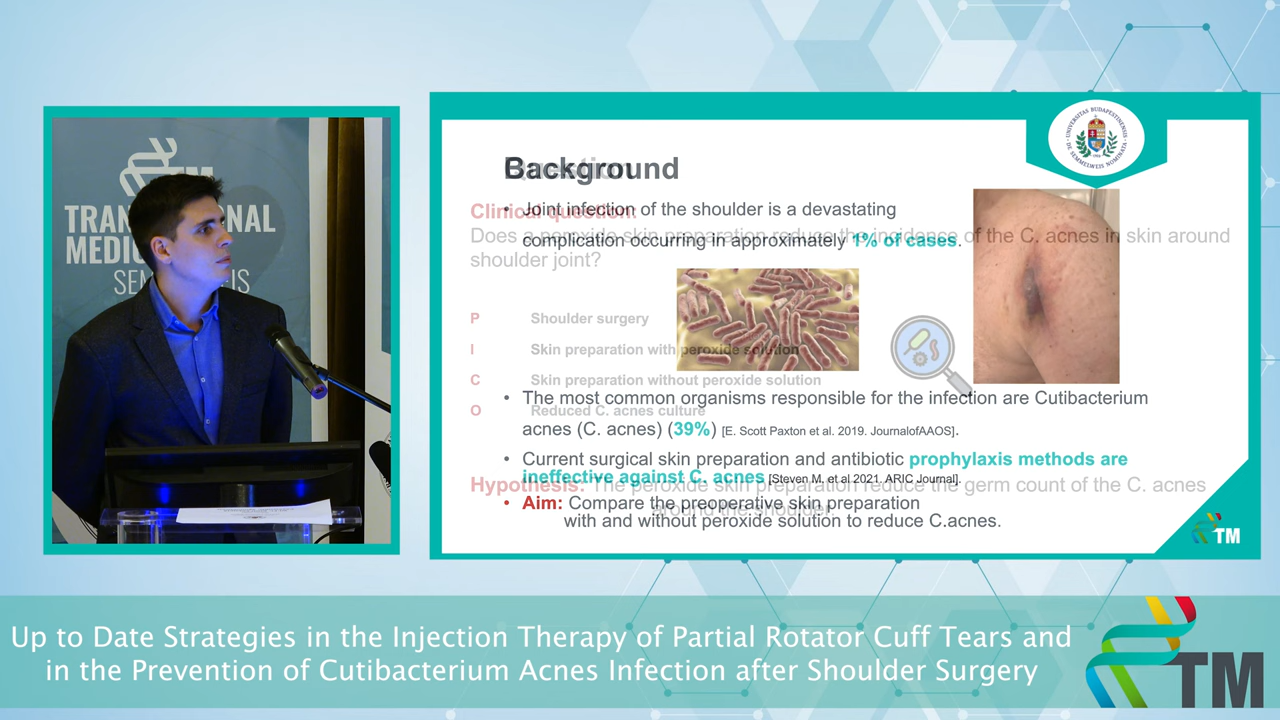 TRANSLATIONAL
MEDICINE
SEMMELWEIS
UNIVERSITAS BUDAPESTINENSIS
DE SEMMELWEIS NOMINATA
Background
• Joint infection of the shoulder is a devastating
complication occurring in approximately 1% of cases.
Clinical question:
Does a peroxide skin preparation reduce the incidence of the C. acnes in skin around
shoulder joint?
P Shoulder surgery
I Skin preparation with peroxide solution
C Skin preparation without peroxide solution
O Reduced C. acnes culture
• The most common organisms responsible for the infection are Cutibacterium
acnes (C. acnes) (39%) [E. Scott Paxton et al. 2019. JournalofAAOS].
• Current surgical skin preparation and antibiotic prophylaxis methods are
ineffective against C. acnes [Steven M. et al 2021. ARIC Journal].
Hypothesis: The peroxide skin preparation reduce the germ count of the C. acnes
• Aim: Compare the preoperative skin preparation
with and without peroxide solution to reduce C.acnes.
TM
Up to Date Strategies in the Injection Therapy of Partial Rotator Cuff Tears and
in the Prevention of Cutibacterium Acnes Infection after Shoulder Surgery
TM